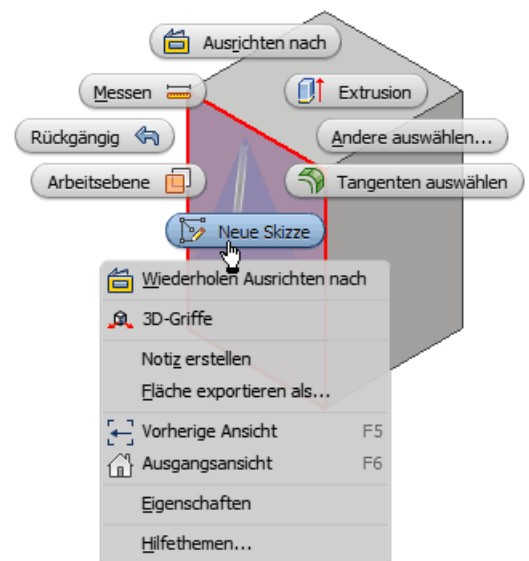 Ausrichten nach
Messen
Extrusion
Rückgängig
Andere auswählen...
Arbeitsebene
Tangenten auswählen
Neue Skizze
Wiederholen Ausrichten nach
3D-Griffe
Notiz erstellen
Fläche exportieren als...
Vorherige Ansicht F5
Ausgangsansicht F6
Eigenschaften
Hilfethemen...